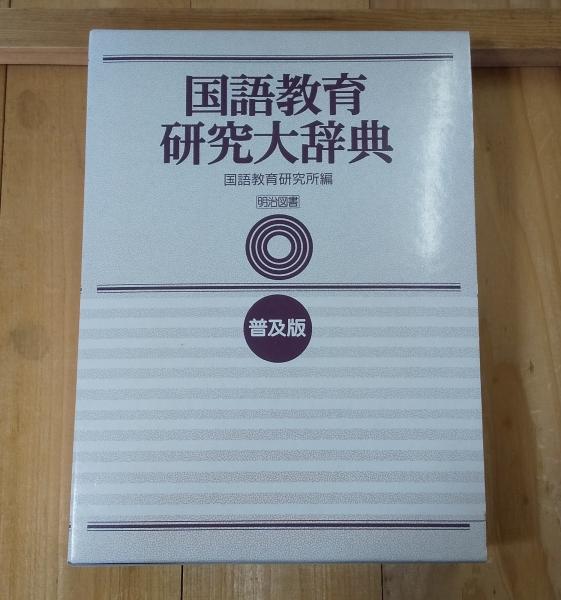 国語教育
研究大辞典
国語教育研究所編
明治図書
普及版